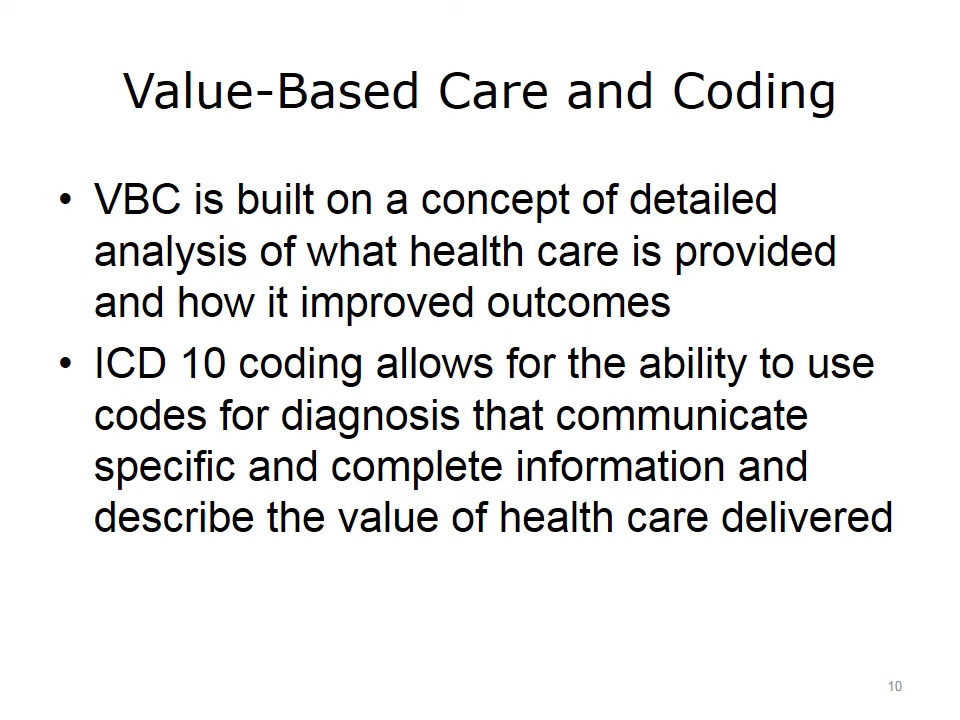 Value-Based Care and Coding
• VBC is built on a concept of detailed
analysis of what health care is provided
and how it improved outcomes
• ICD 10 coding allows for the ability to use
codes for diagnosis that communicate
specific and complete information and
describe the value of health care delivered
10